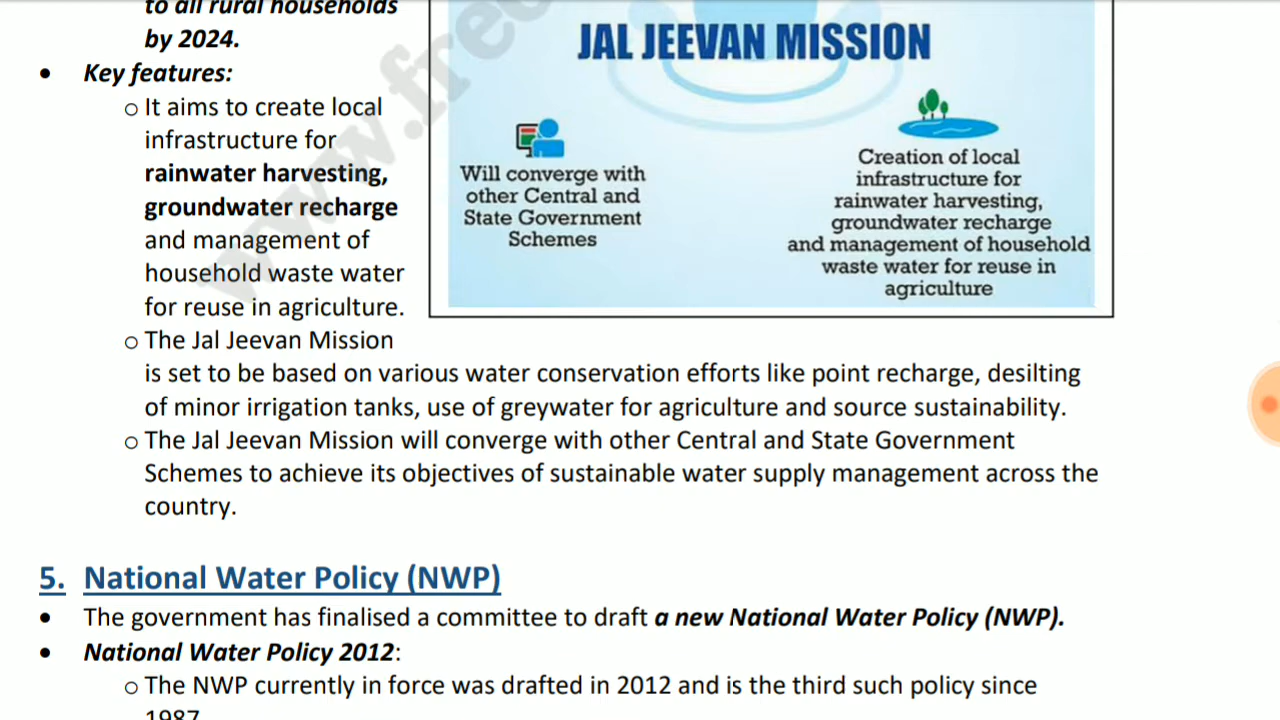 to all rural households
by 2024.
• Key features:
o It aims to create local
infrastructure for
rainwater harvesting,
groundwater recharge
and management of
household waste water
for reuse in agriculture.
JAL JEEVAN MISSION
Will converge with
other Central and
State Government
Schemes
Creation of local
infrastructure for
rainwater harvesting,
groundwater recharge
and management of household
waste water for reuse in
agriculture
o The Jal Jeevan Mission
is set to be based on various water conservation efforts like point recharge, desilting
of minor irrigation tanks, use of greywater for agriculture and source sustainability.
o The Jal Jeevan Mission will converge with other Central and State Government
Schemes to achieve its objectives of sustainable water supply management across the
country.
5. National Water Policy (NWP)
• The government has finalised a committee to draft a new National Water Policy (NWP).
• National Water Policy 2012:
o The NWP currently in force was drafted in 2012 and is the third such policy since
1987